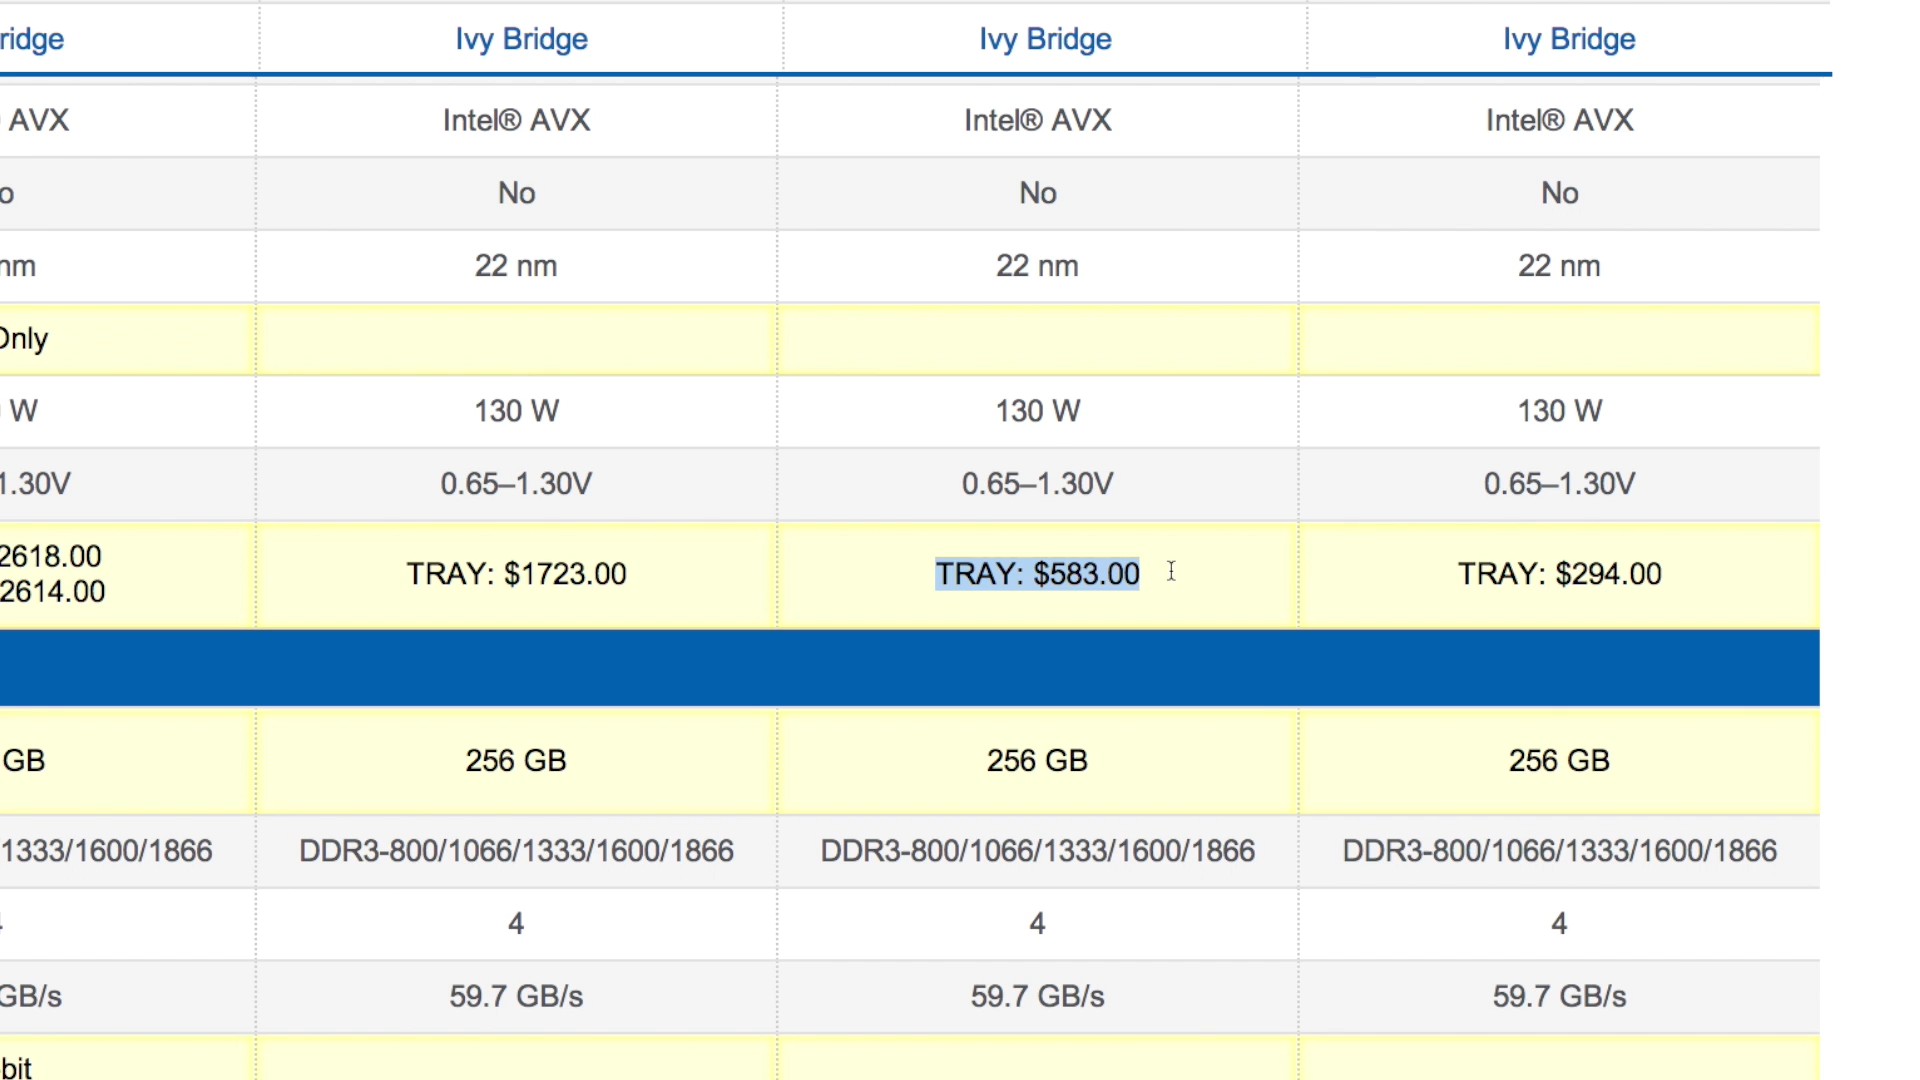 ridge Ivy Bridge Ivy Bridge Ivy Bridge
AVX Intel® AVX Intel® AVX Intel® AVX
o No No No
nm 22 nm 22 nm 22 nm
Only
W 130 W 130 W 130 W
1.30V 0.65–1.30V 0.65–1.30V 0.65–1.30V
2618.00
2614.00 TRAY: $1723.00 TRAY: $583.00 TRAY: $294.00
GB 256 GB 256 GB 256 GB
1333/1600/1866 DDR3-800/1066/1333/1600/1866 DDR3-800/1066/1333/1600/1866 DDR3-800/1066/1333/1600/1866
4 4 4
GB/s 59.7 GB/s 59.7 GB/s 59.7 GB/s
bit